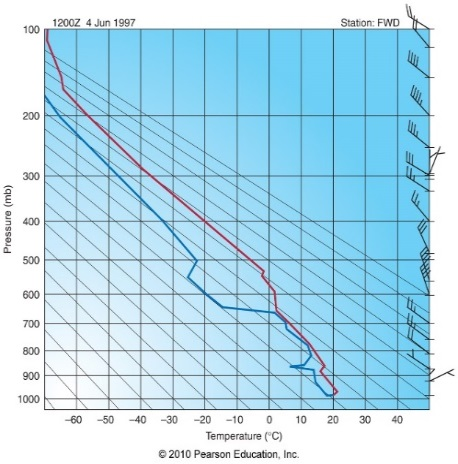 1200Z 4 Jun 1997 Station: FWD
100
200
300
400
500
600
700
800
900
1000
Pressure (mb)
−60 −50 −40 −30 −20 −10 0 10 20 30 40
Temperature (°C)
© 2010 Pearson Education, Inc.